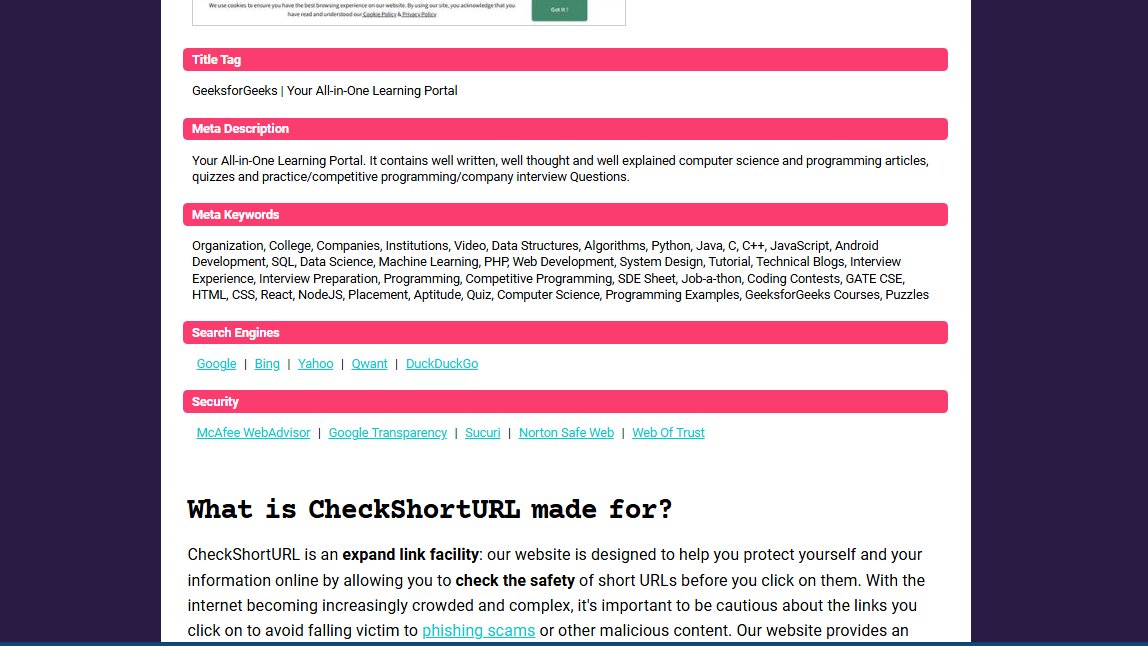 We use cookies to ensure you have the best browsing experience on our website. By using our site, you acknowledge that you
have read and understood our Cookie Policy & Privacy Policy
Got It !
Title Tag
GeeksforGeeks | Your All-in-One Learning Portal
Meta Description
Your All-in-One Learning Portal. It contains well written, well thought and well explained computer science and programming articles,
quizzes and practice/competitive programming/company interview Questions.
Meta Keywords
Organization, College, Companies, Institutions, Video, Data Structures, Algorithms, Python, Java, C, C++, JavaScript, Android
Development, SQL, Data Science, Machine Learning, PHP, Web Development, System Design, Tutorial, Technical Blogs, Interview
Experience, Interview Preparation, Programming, Competitive Programming, SDE Sheet, Job-a-thon, Coding Contests, GATE CSE,
HTML, CSS, React, NodeJS, Placement, Aptitude, Quiz, Computer Science, Programming Examples, GeeksforGeeks Courses, Puzzles
Search Engines
Google | Bing | Yahoo | Qwant | DuckDuckGo
Security
McAfee WebAdvisor | Google Transparency | Sucuri | Norton Safe Web | Web Of Trust
What is CheckShortURL made for?
CheckShortURL is an expand link facility: our website is designed to help you protect yourself and your
information online by allowing you to check the safety of short URLs before you click on them. With the
internet becoming increasingly crowded and complex, it's important to be cautious about the links you
click on to avoid falling victim to phishing scams or other malicious content. Our website provides an